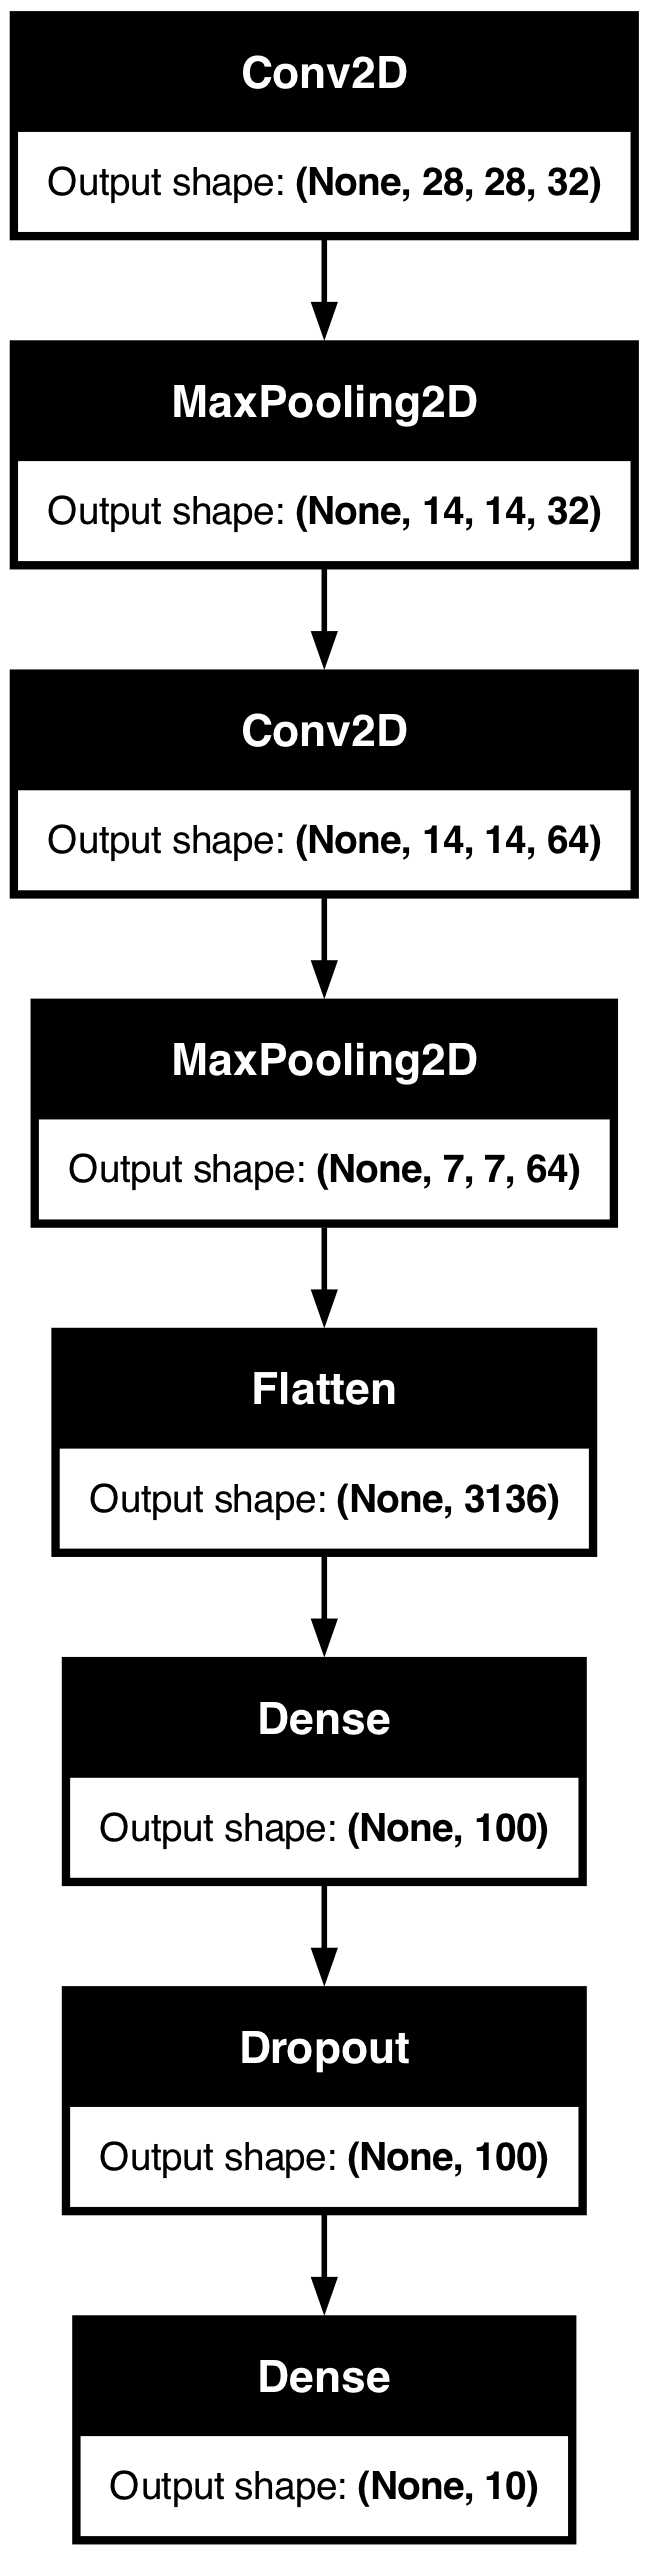 Conv2D
Output shape: (None, 28, 28, 32)
MaxPooling2D
Output shape: (None, 14, 14, 32)
Conv2D
Output shape: (None, 14, 14, 64)
MaxPooling2D
Output shape: (None, 7, 7, 64)
Flatten
Output shape: (None, 3136)
Dense
Output shape: (None, 100)
Dropout
Output shape: (None, 100)
Dense
Output shape: (None, 10)